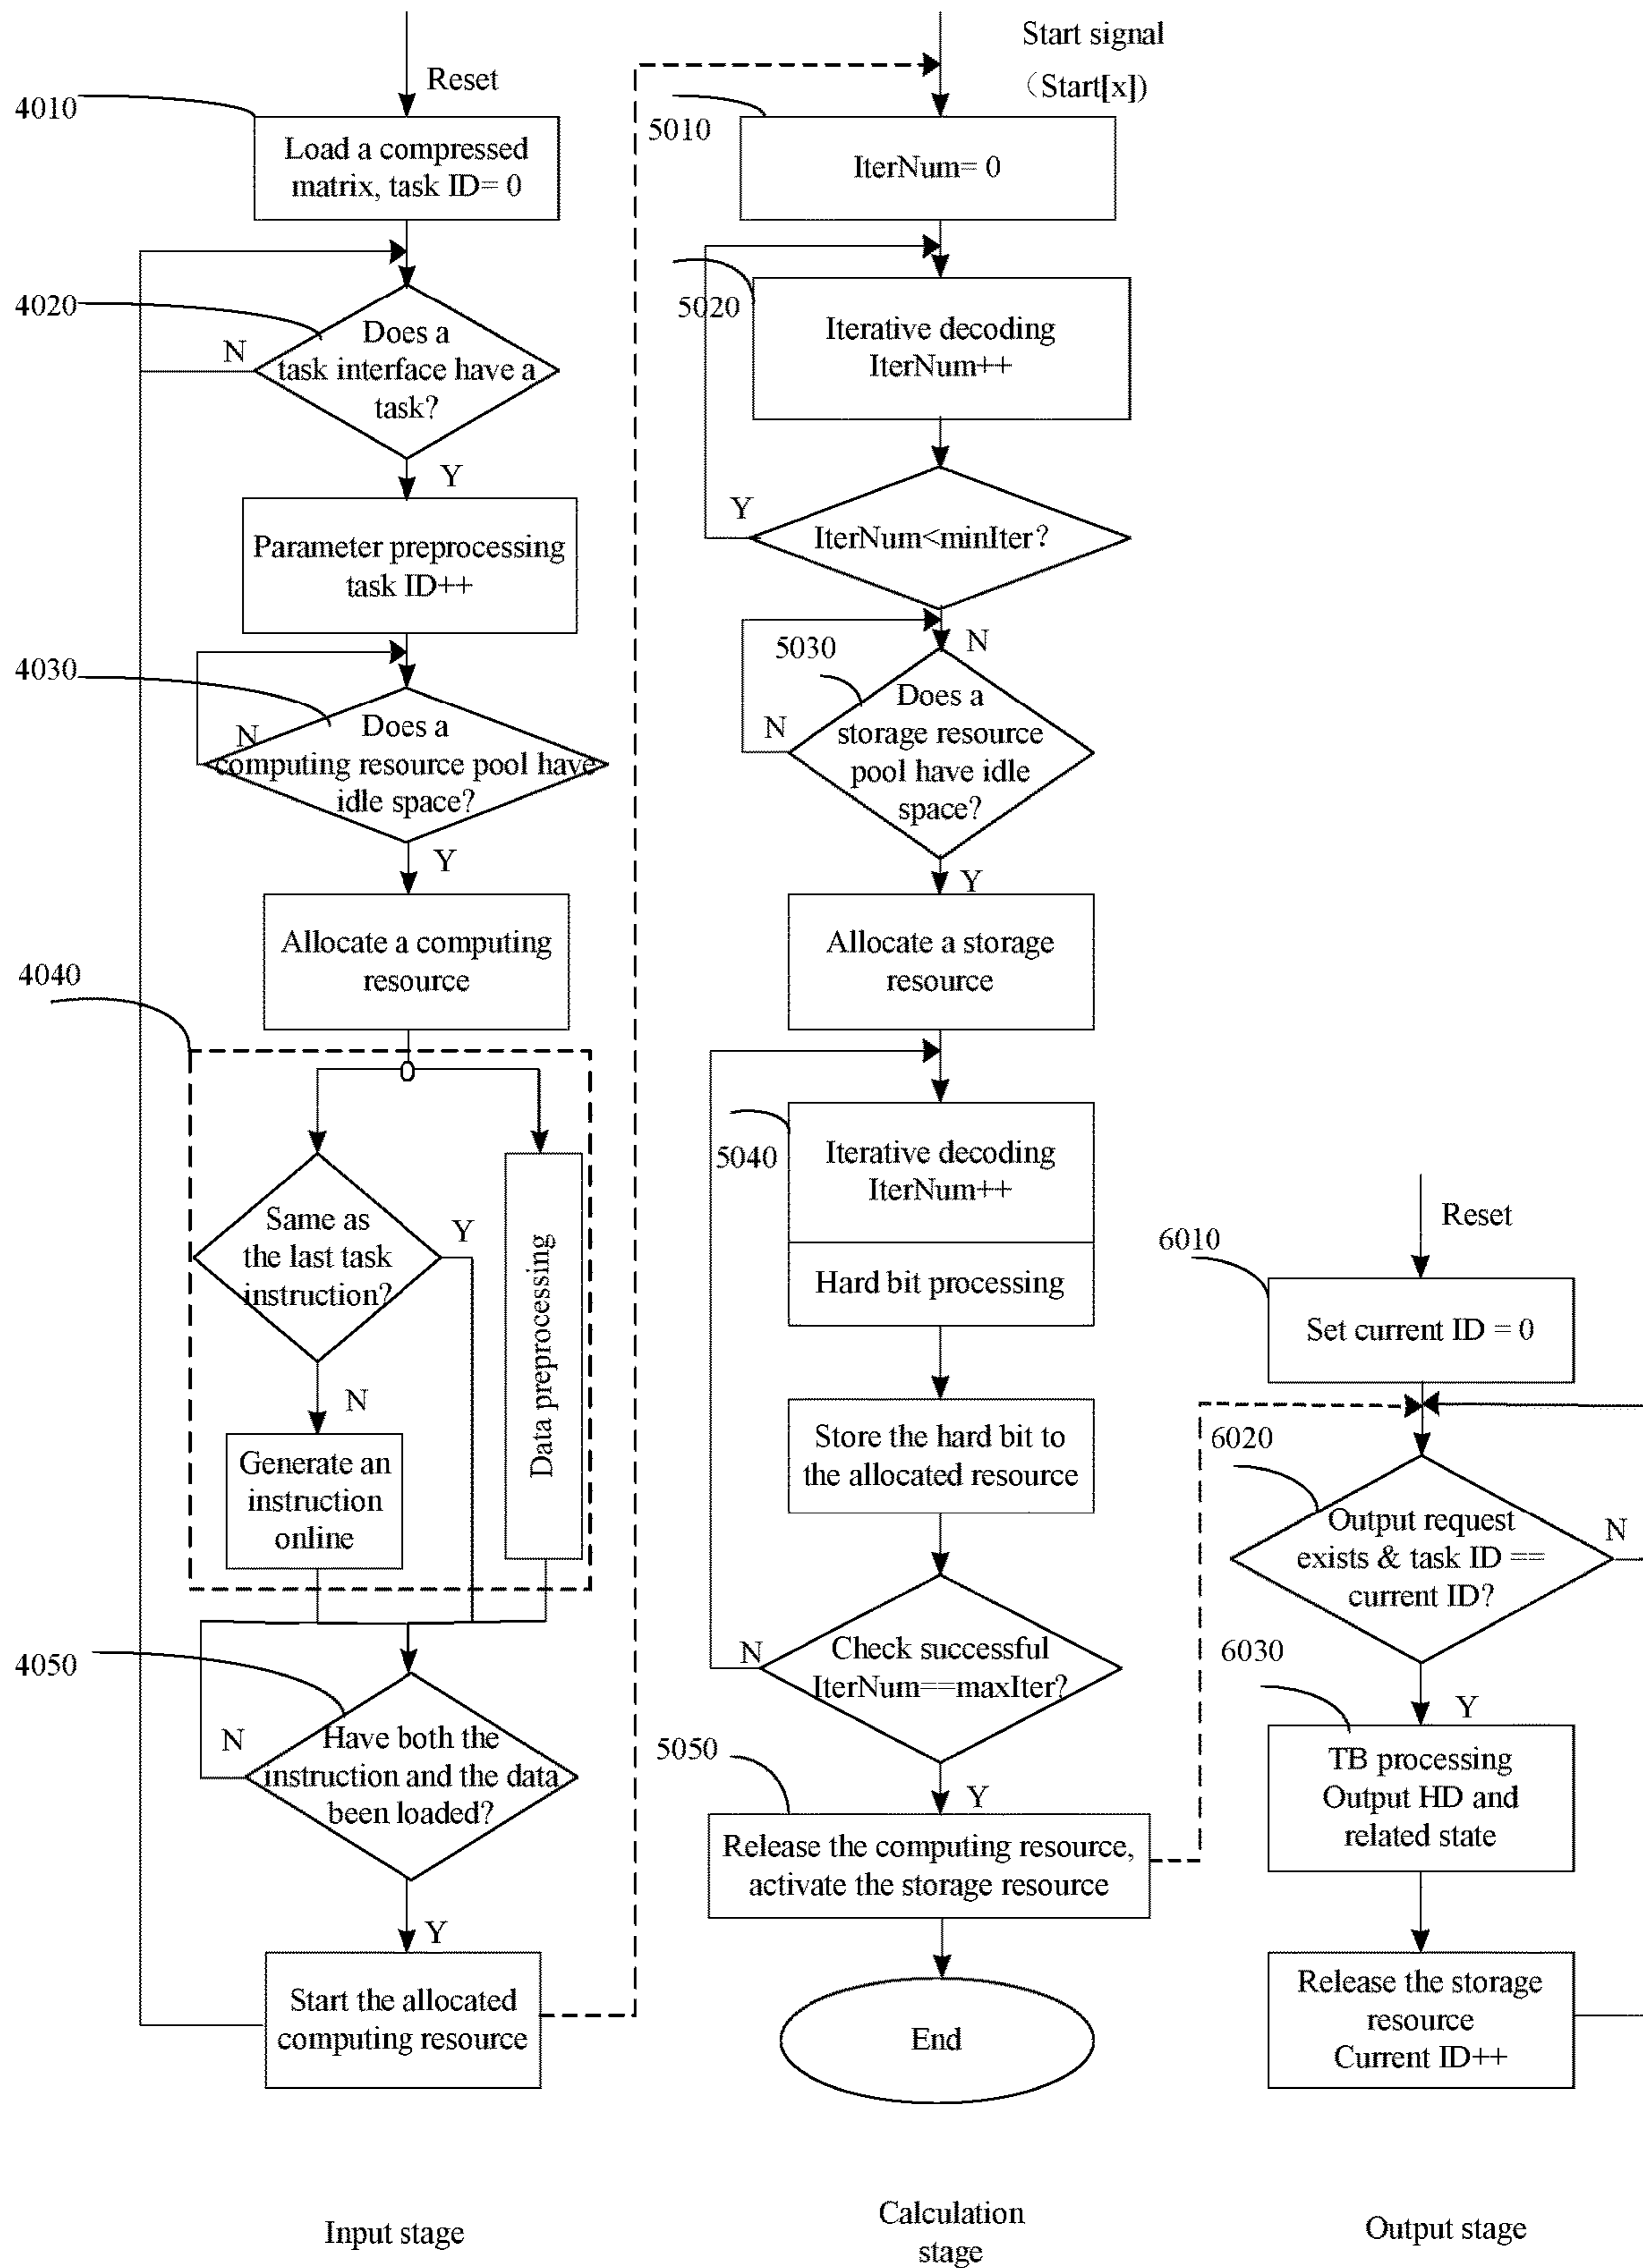 Reset
4010
Load a compressed
matrix, task ID= 0
4020
Does a
task interface have a
task?
N
Y
Parameter preprocessing
task ID++
4030
Does a
computing resource pool have
idle space?
N
Y
Allocate a computing
resource
4040
Same as
the last task
instruction?
Y
N
Generate an
instruction
online
Data preprocessing
4050
Have both the
instruction and the data
been loaded?
N
Y
Start the allocated
computing resource
Input stage
Start signal
(Start[x])
5010
IterNum= 0
5020
Iterative decoding
IterNum++
IterNum<minIter?
Y
N
5030
Does a
storage resource
pool have idle
space?
N
Y
Allocate a storage
resource
5040
Iterative decoding
IterNum++
Hard bit processing
Store the hard bit to
the allocated resource
Check successful
IterNum==maxIter?
N
Y
5050
Release the computing resource,
activate the storage resource
End
Calculation
stage
Reset
6010
Set current ID = 0
6020
Output request
exists & task ID ==
current ID?
N
Y
6030
TB processing
Output HD and
related state
Release the storage
resource
Current ID++
Output stage